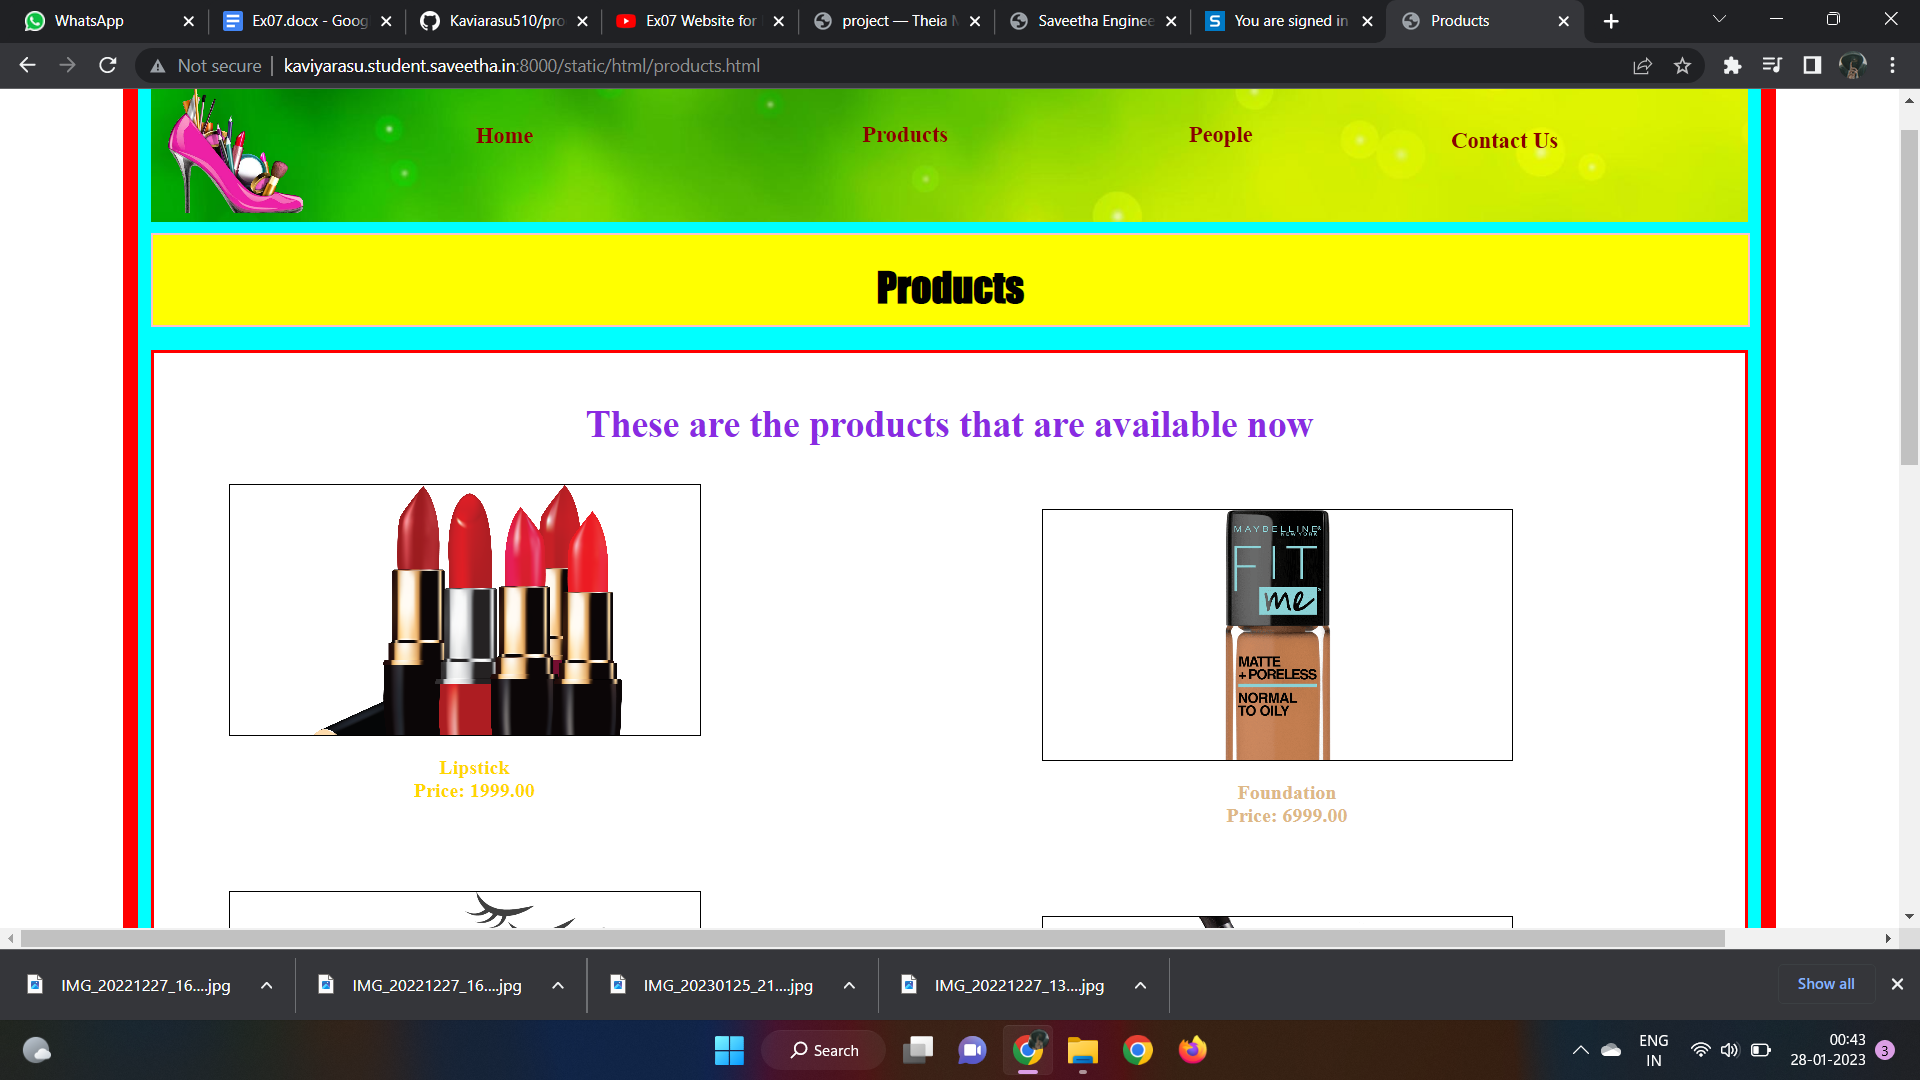 WhatsApp
Ex07.docx - Goog
Kaviarasu510/pro
Ex07 Website for
project — Theia
Saveetha Enginee
You are signed in
Products
Not secure | kaviyarasu.student.saveetha.in:8000/static/html/products.html
Home
Products
People
Contact Us
Products
These are the products that are available now
MAYBELLINE
NEW YORK
FIT
me
MATTE
+ PORELESS
NORMAL
TO OILY
Lipstick
Price: 1999.00
Foundation
Price: 6999.00
IMG_20221227_16....jpg
IMG_20221227_16....jpg
IMG_20230125_21....jpg
IMG_20221227_13....jpg
Show all
Search
ENG
IN
00:43
28-01-2023
3